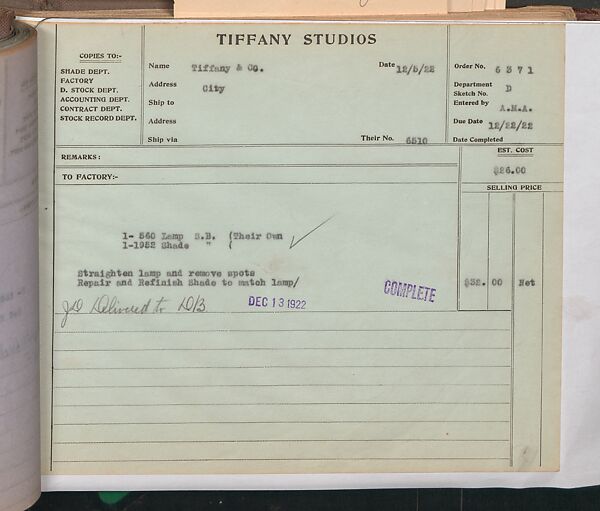 TIFFANY STUDIOS
COPIES TO:-
SHADE DEPT.
FACTORY
D. STOCK DEPT.
ACCOUNTING DEPT.
CONTRACT DEPT.
STOCK RECORD DEPT.
Name Tiffany & Co. Date 12/5/22
Address City
Ship to
Address
Ship via Their No. 6510
Order No. 6371
Department D
Sketch No.
Entered by A.M.A.
Due Date 12/22/22
Date Completed
REMARKS:
EST. COST
$26.00
TO FACTORY:-
SELLING PRICE
1- 560 Lamp S.B. (Their Own
1-1952 Shade " (
Straighten lamp and remove spots
Repair and Refinish Shade to match lamp/ $32.00 Net
COMPLETE
Delivered to D/B
DEC 13 1922